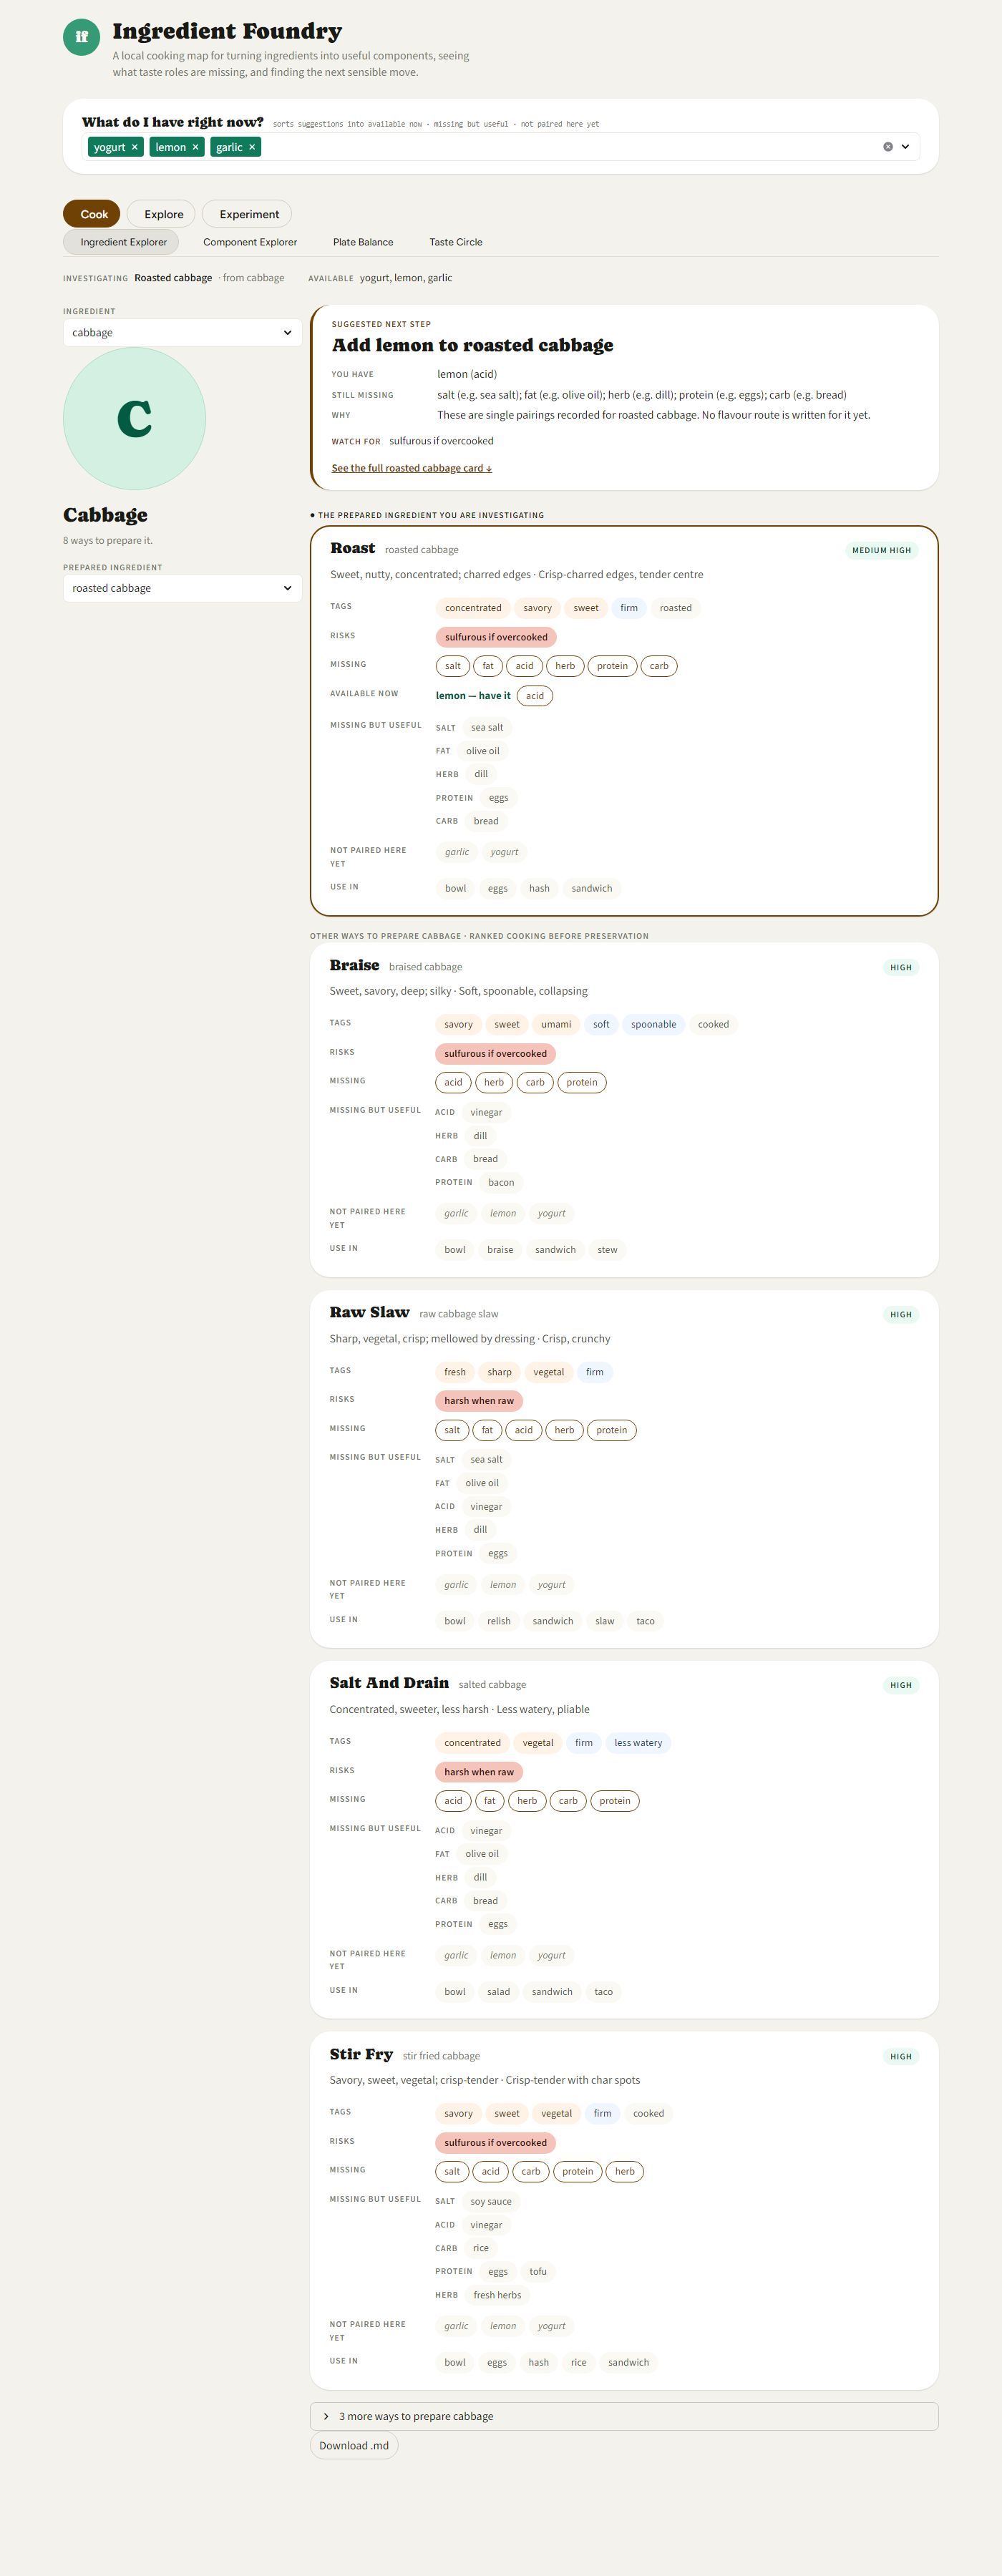 if
Ingredient Foundry
A local cooking map for turning ingredients into useful components, seeing
what taste roles are missing, and finding the next sensible move.
What do I have right now? sorts suggestions into available now · missing but useful · not paired here yet
yogurt × lemon × garlic ×
Cook Explore Experiment
Ingredient Explorer Component Explorer Plate Balance Taste Circle
INVESTIGATING Roasted cabbage · from cabbage AVAILABLE yogurt, lemon, garlic
INGREDIENT
cabbage
C
Cabbage
8 ways to prepare it.
PREPARED INGREDIENT
roasted cabbage
SUGGESTED NEXT STEP
Add lemon to roasted cabbage
YOU HAVE lemon (acid)
STILL MISSING salt (e.g. sea salt); fat (e.g. olive oil); herb (e.g. dill); protein (e.g. eggs); carb (e.g. bread)
WHY These are single pairings recorded for roasted cabbage. No flavour route is written for it yet.
WATCH FOR sulfurous if overcooked
See the full roasted cabbage card ↓
● THE PREPARED INGREDIENT YOU ARE INVESTIGATING
Roast roasted cabbage MEDIUM HIGH
Sweet, nutty, concentrated; charred edges · Crisp-charred edges, tender centre
TAGS concentrated savory sweet firm roasted
RISKS sulfurous if overcooked
MISSING salt fat acid herb protein carb
AVAILABLE NOW lemon — have it acid
MISSING BUT USEFUL SALT sea salt
FAT olive oil
HERB dill
PROTEIN eggs
CARB bread
NOT PAIRED HERE YET garlic yogurt
USE IN bowl eggs hash sandwich
OTHER WAYS TO PREPARE CABBAGE · RANKED COOKING BEFORE PRESERVATION
Braise braised cabbage HIGH
Sweet, savory, deep; silky · Soft, spoonable, collapsing
TAGS savory sweet umami soft spoonable cooked
RISKS sulfurous if overcooked
MISSING acid herb carb protein
MISSING BUT USEFUL ACID vinegar
HERB dill
CARB bread
PROTEIN bacon
NOT PAIRED HERE YET garlic lemon yogurt
USE IN bowl braise sandwich stew
Raw Slaw raw cabbage slaw HIGH
Sharp, vegetal, crisp; mellowed by dressing · Crisp, crunchy
TAGS fresh sharp vegetal firm
RISKS harsh when raw
MISSING salt fat acid herb protein
MISSING BUT USEFUL SALT sea salt
FAT olive oil
ACID vinegar
HERB dill
PROTEIN eggs
NOT PAIRED HERE YET garlic lemon yogurt
USE IN bowl relish sandwich slaw taco
Salt And Drain salted cabbage HIGH
Concentrated, sweeter, less harsh · Less watery, pliable
TAGS concentrated vegetal firm less watery
RISKS harsh when raw
MISSING acid fat herb carb protein
MISSING BUT USEFUL ACID vinegar
FAT olive oil
HERB dill
CARB bread
PROTEIN eggs
NOT PAIRED HERE YET garlic lemon yogurt
USE IN bowl salad sandwich taco
Stir Fry stir fried cabbage HIGH
Savory, sweet, vegetal; crisp-tender · Crisp-tender with char spots
TAGS savory sweet vegetal firm cooked
RISKS sulfurous if overcooked
MISSING salt acid carb protein herb
MISSING BUT USEFUL SALT soy sauce
ACID vinegar
CARB rice
PROTEIN eggs tofu
HERB fresh herbs
NOT PAIRED HERE YET garlic lemon yogurt
USE IN bowl eggs hash rice sandwich
3 more ways to prepare cabbage
Download .md